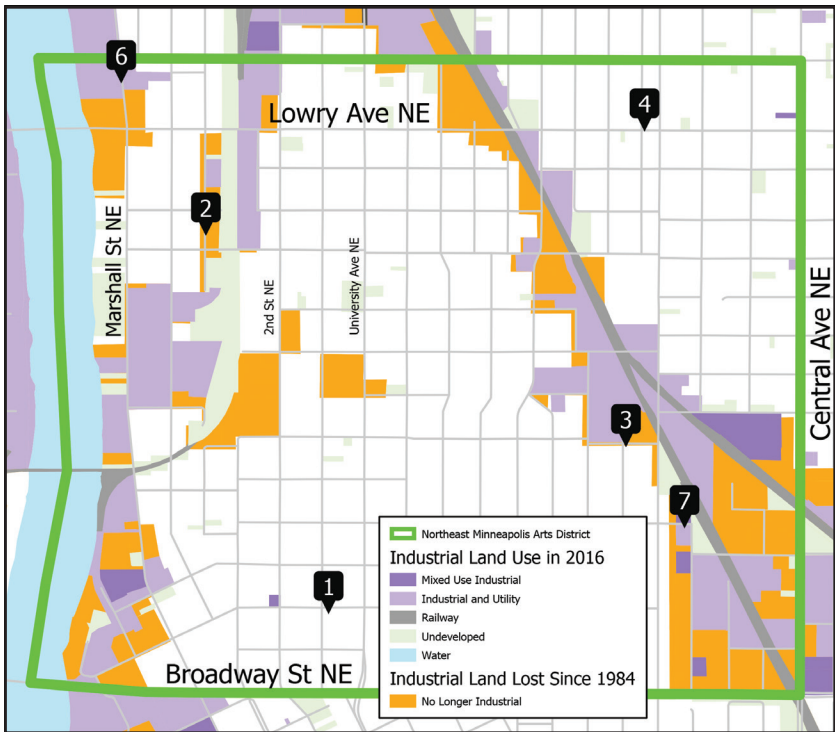 6
4
Lowry Ave NE
2
Marshall St NE
2nd St NE
University Ave NE
Central Ave NE
3
7
1
Broadway St NE
Northeast Minneapolis Arts District
Industrial Land Use in 2016
Mixed Use Industrial
Industrial and Utility
Railway
Undeveloped
Water
Industrial Land Lost Since 1984
No Longer Industrial